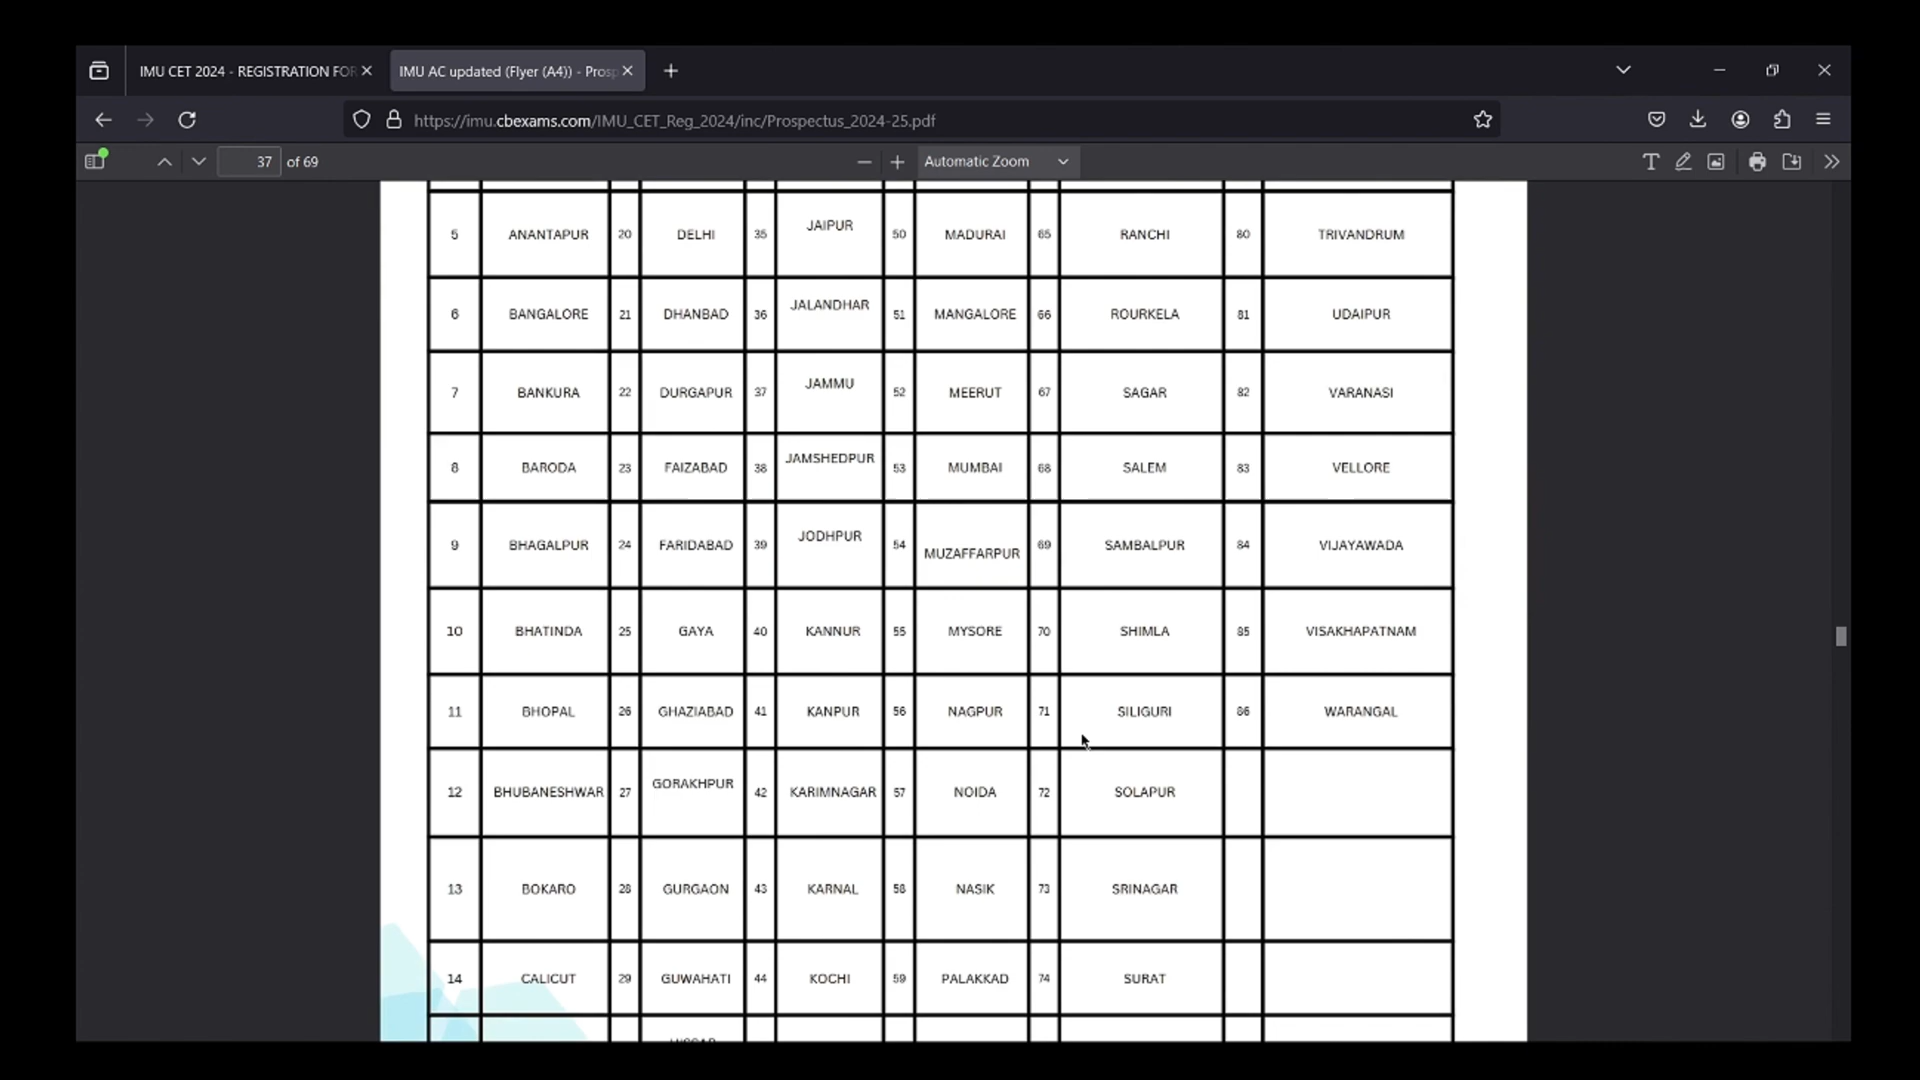 IMU CET 2024 - REGISTRATION FOR
IMU AC updated (Flyer (A4)) - Prosp
https://imu.cbexams.com/IMU_CET_Reg_2024/inc/Prospectus_2024-25.pdf
37 of 69
Automatic Zoom
5 ANANTAPUR 20 DELHI 35 JAIPUR 50 MADURAI 65 RANCHI 80 TRIVANDRUM
6 BANGALORE 21 DHANBAD 36 JALANDHAR 51 MANGALORE 66 ROURKELA 81 UDAIPUR
7 BANKURA 22 DURGAPUR 37 JAMMU 52 MEERUT 67 SAGAR 82 VARANASI
8 BARODA 23 FAIZABAD 38 JAMSHEDPUR 53 MUMBAI 68 SALEM 83 VELLORE
9 BHAGALPUR 24 FARIDABAD 39 JODHPUR 54 MUZAFFARPUR 69 SAMBALPUR 84 VIJAYAWADA
10 BHATINDA 25 GAYA 40 KANNUR 55 MYSORE 70 SHIMLA 85 VISAKHAPATNAM
11 BHOPAL 26 GHAZIABAD 41 KANPUR 56 NAGPUR 71 SILIGURI 86 WARANGAL
12 BHUBANESHWAR 27 GORAKHPUR 42 KARIMNAGAR 57 NOIDA 72 SOLAPUR
13 BOKARO 28 GURGAON 43 KARNAL 58 NASIK 73 SRINAGAR
14 CALICUT 29 GUWAHATI 44 KOCHI 59 PALAKKAD 74 SURAT